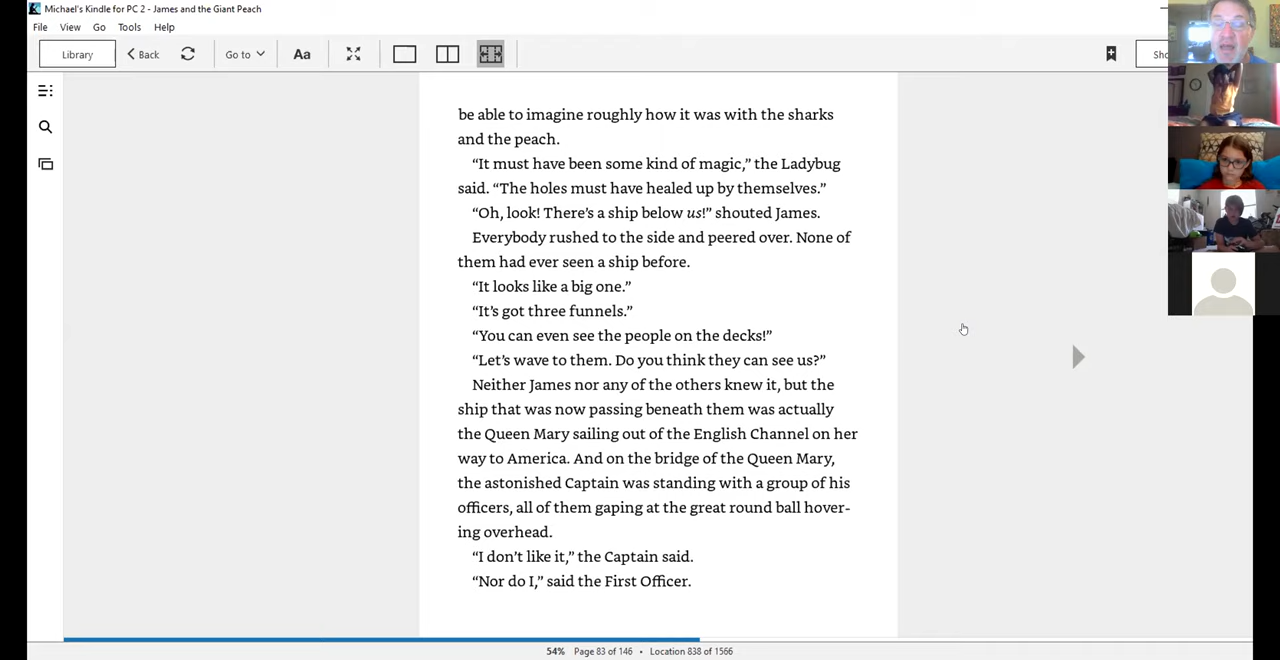 Michael's Kindle for PC 2 - James and the Giant Peach
File View Go Tools Help
Library Back Go to Aa Sho
be able to imagine roughly how it was with the sharks
and the peach.
“It must have been some kind of magic,” the Ladybug
said. “The holes must have healed up by themselves.”
“Oh, look! There’s a ship below us!” shouted James.
Everybody rushed to the side and peered over. None of
them had ever seen a ship before.
“It looks like a big one.”
“It’s got three funnels.”
“You can even see the people on the decks!”
“Let’s wave to them. Do you think they can see us?”
Neither James nor any of the others knew it, but the
ship that was now passing beneath them was actually
the Queen Mary sailing out of the English Channel on her
way to America. And on the bridge of the Queen Mary,
the astonished Captain was standing with a group of his
officers, all of them gaping at the great round ball hover-
ing overhead.
“I don’t like it,” the Captain said.
“Nor do I,” said the First Officer.
54% Page 83 of 146 • Location 838 of 1566